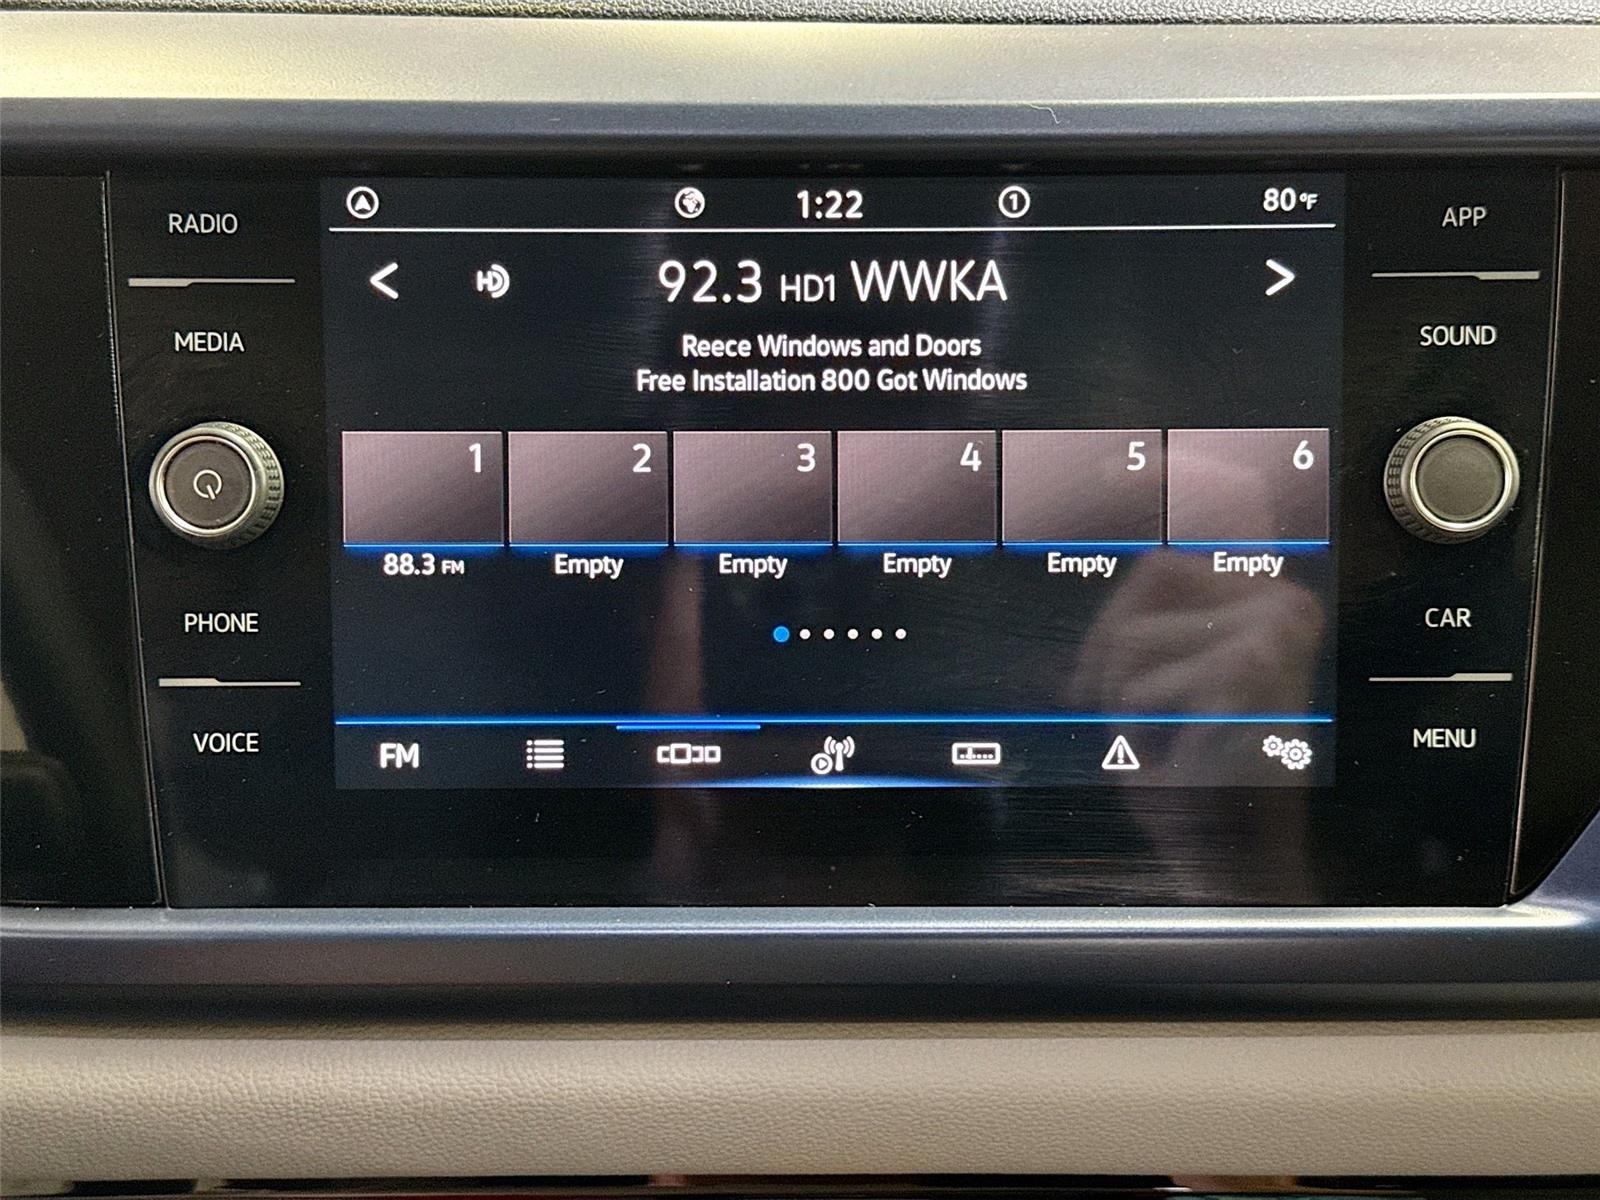 1:22
1
80°F
RADIO
APP
HD
92.3 HD1 WWKA
MEDIA
SOUND
Reece Windows and Doors
Free Installation 800 Got Windows
1 2 3 4 5 6
88.3 FM Empty Empty Empty Empty Empty
PHONE
CAR
VOICE
MENU
FM